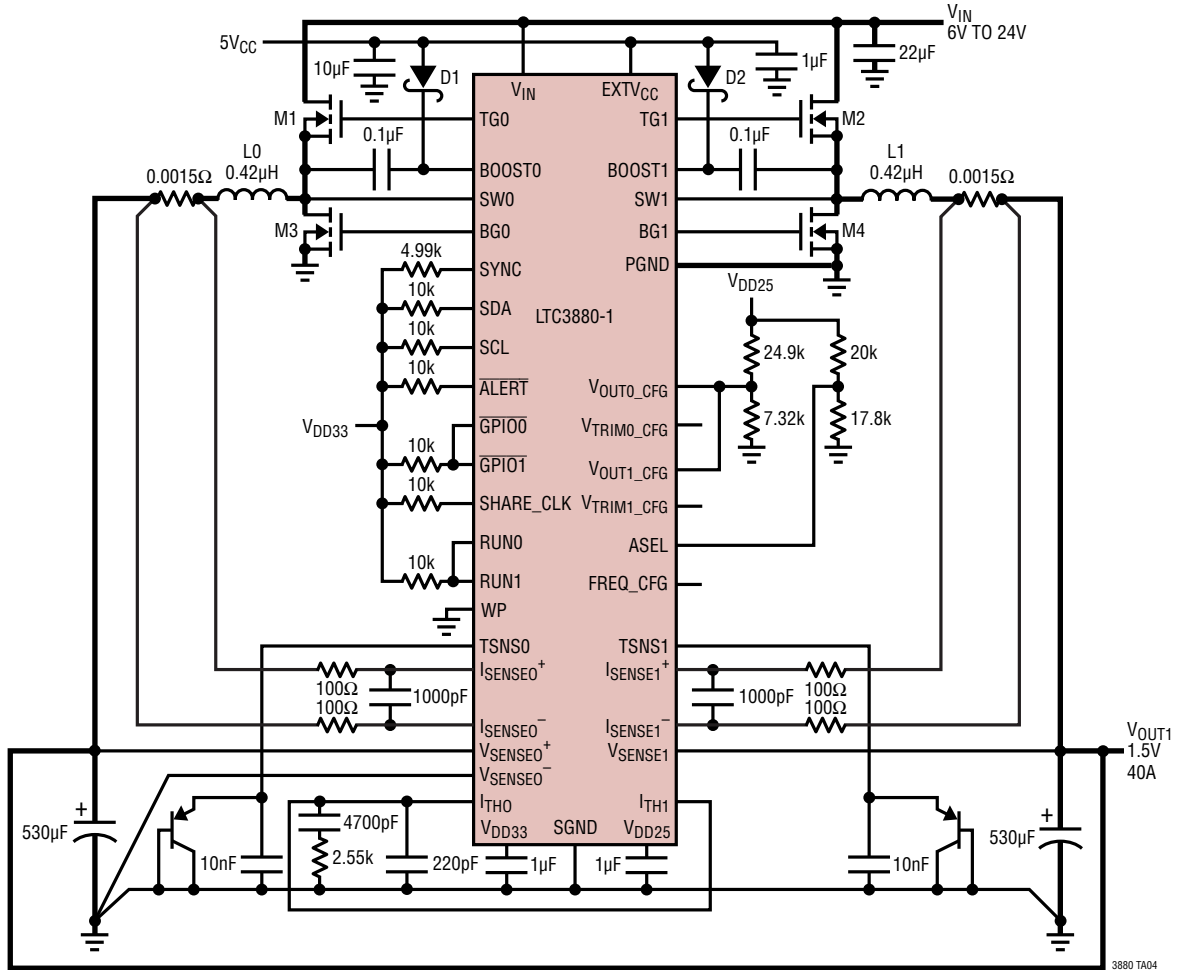 V_IN
6V TO 24V
5V_CC
10µF
D1
D2
1µF
22µF
V_IN
EXTV_CC
M1
TG0
TG1
M2
0.1µF
0.1µF
L0
0.42µH
0.0015Ω
BOOST0
BOOST1
L1
0.42µH
0.0015Ω
SW0
SW1
M3
BG0
BG1
M4
4.99k
SYNC
PGND
V_DD25
10k
SDA
LTC3880-1
10k
SCL
24.9k
20k
10k
ALERT
V_OUT0_CFG
7.32k
17.8k
V_DD33
GPIO0
V_TRIM0_CFG
10k
GPIO1
V_OUT1_CFG
10k
SHARE_CLK
V_TRIM1_CFG
RUN0
ASEL
10k
RUN1
FREQ_CFG
WP
TSNS0
TSNS1
I_SENSE0+
I_SENSE1+
100Ω
100Ω
1000pF
1000pF
100Ω
100Ω
I_SENSE0−
I_SENSE1−
V_SENSE0+
V_SENSE1
V_OUT1
1.5V
40A
V_SENSE0−
I_TH0
I_TH1
+
530µF
4700pF
V_DD33
SGND
V_DD25
+
530µF
10nF
2.55k
220pF
1µF
1µF
10nF
3880 TA04